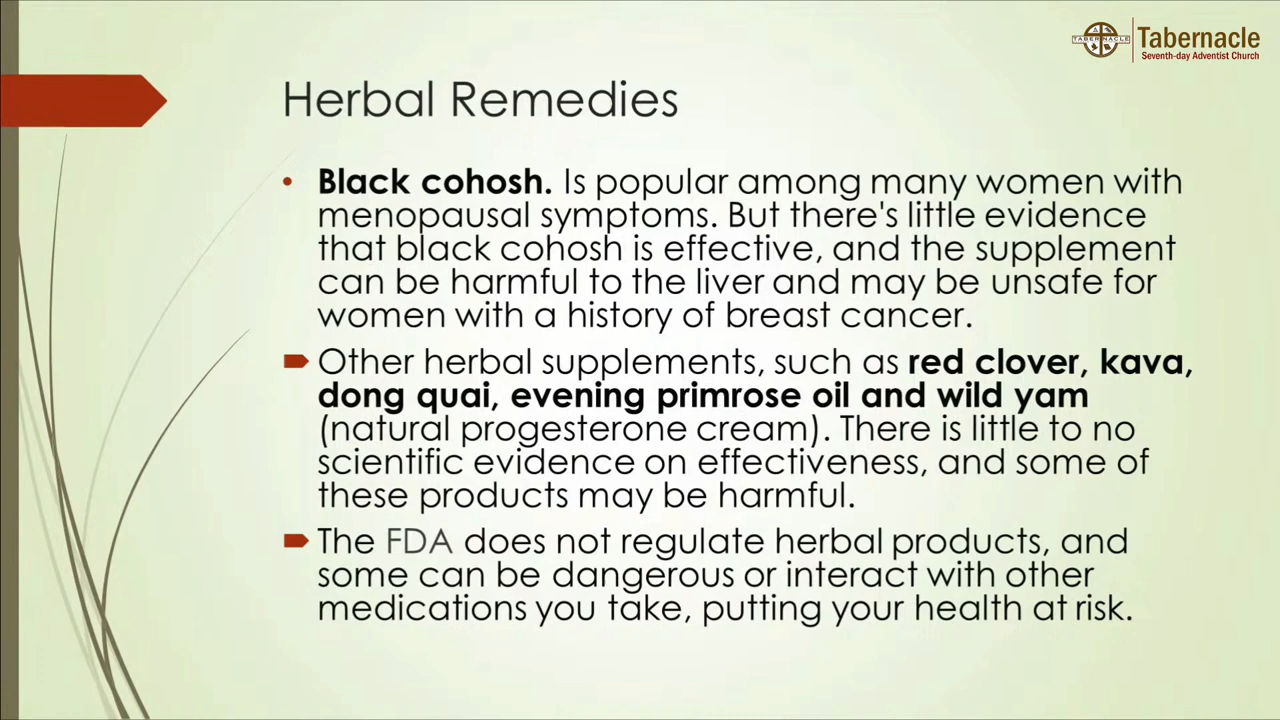 TABERNACLE
Tabernacle
Seventh-day Adventist Church
Herbal Remedies
• Black cohosh. Is popular among many women with
menopausal symptoms. But there's little evidence
that black cohosh is effective, and the supplement
can be harmful to the liver and may be unsafe for
women with a history of breast cancer.
Other herbal supplements, such as red clover, kava,
dong quai, evening primrose oil and wild yam
(natural progesterone cream). There is little to no
scientific evidence on effectiveness, and some of
these products may be harmful.
The FDA does not regulate herbal products, and
some can be dangerous or interact with other
medications you take, putting your health at risk.